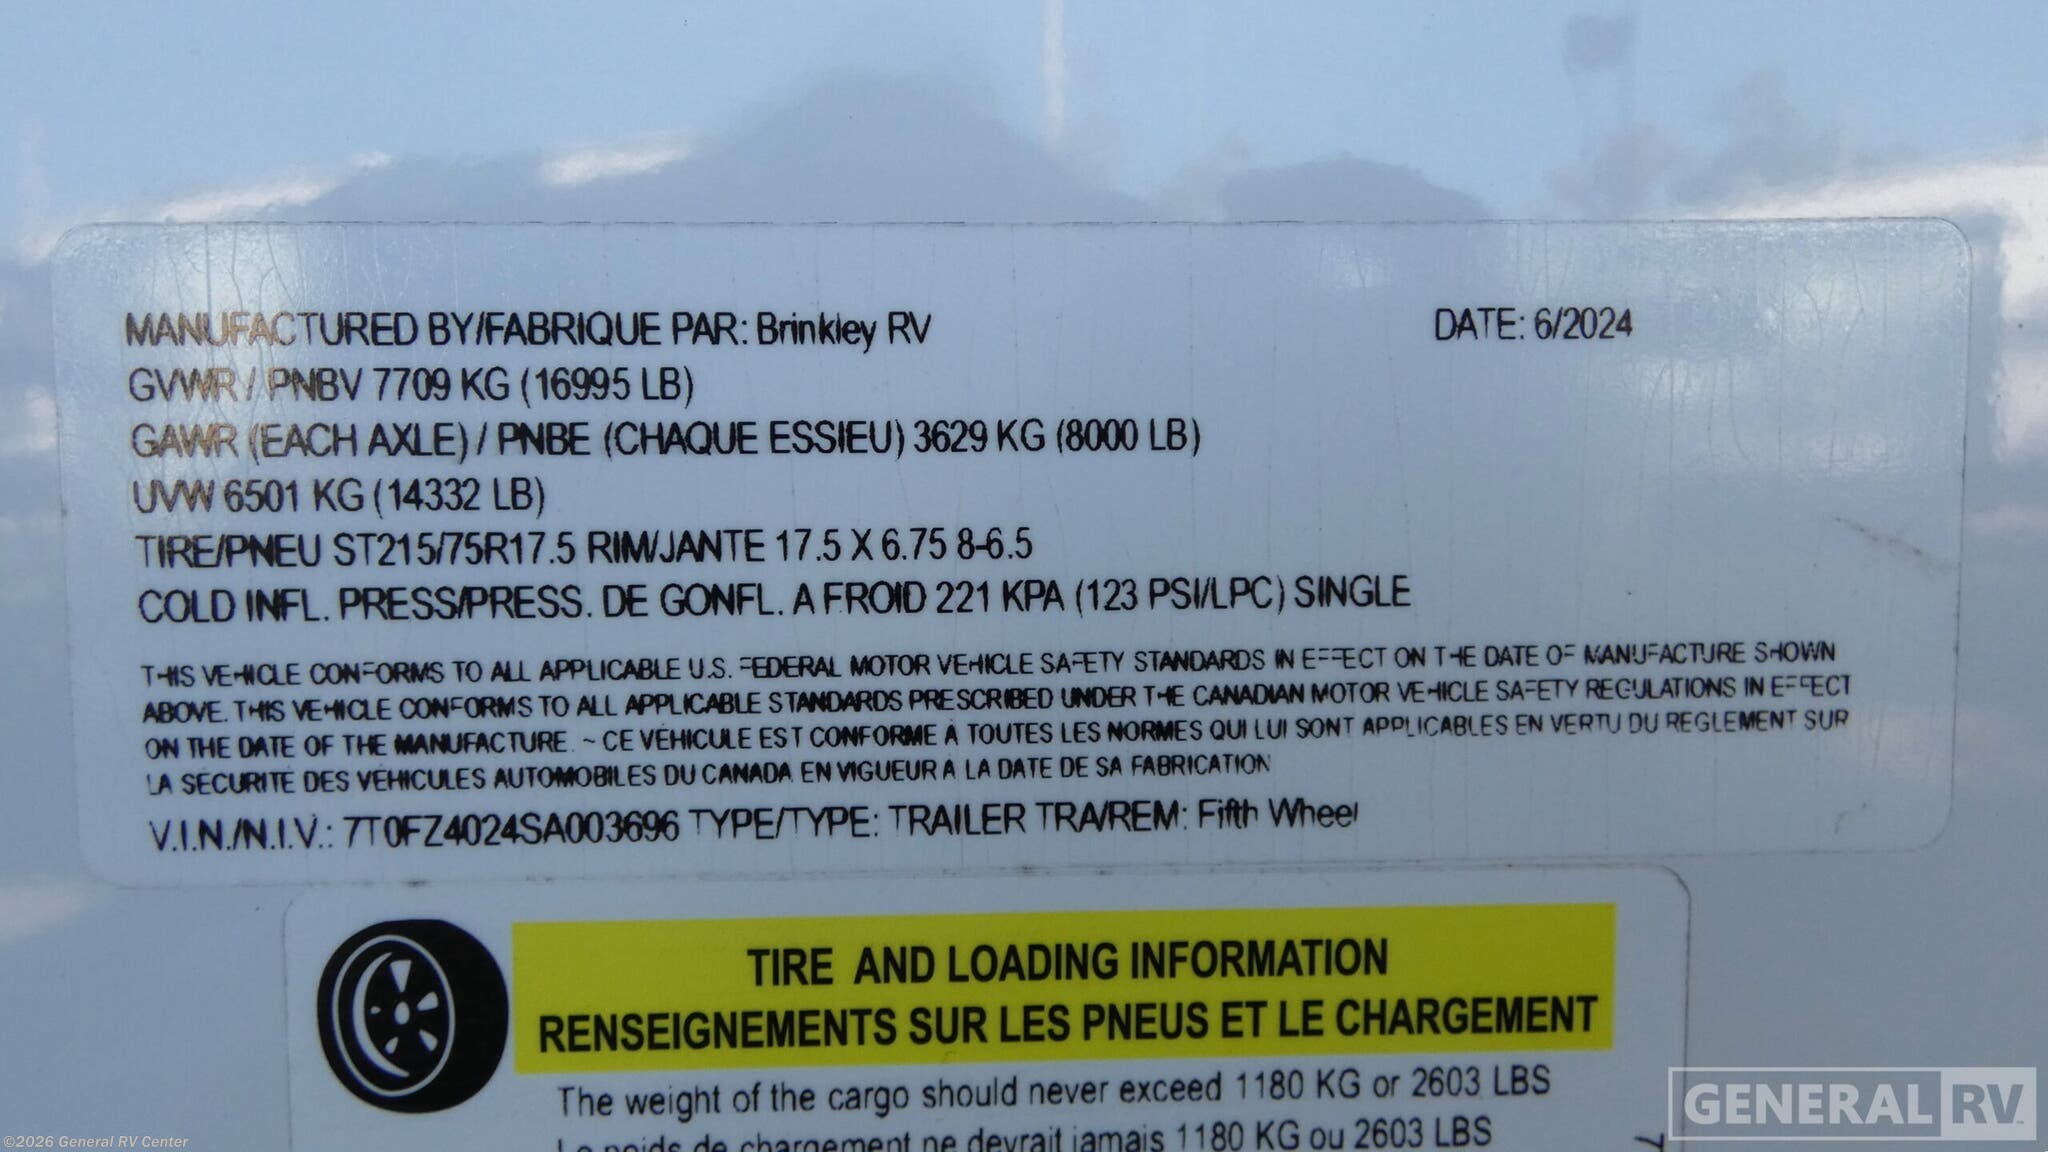 MANUFACTURED BY/FABRIQUE PAR: Brinkley RV DATE: 6/2024
GVWR / PNBV 7709 KG (16995 LB)
GAWR (EACH AXLE) / PNBE (CHAQUE ESSIEU) 3629 KG (8000 LB)
UVW 6501 KG (14332 LB)
TIRE/PNEU ST215/75R17.5 RIM/JANTE 17.5 X 6.75 8-6.5
COLD INFL. PRESS/PRESS. DE GONFL. A FROID 221 KPA (123 PSI/LPC) SINGLE
THIS VEHICLE CONFORMS TO ALL APPLICABLE U.S. FEDERAL MOTOR VEHICLE SAFETY STANDARDS IN EFFECT ON THE DATE OF MANUFACTURE SHOWN
ABOVE. THIS VEHICLE CONFORMS TO ALL APPLICABLE STANDARDS PRESCRIBED UNDER THE CANADIAN MOTOR VEHICLE SAFETY REGULATIONS IN EFFECT
ON THE DATE OF THE MANUFACTURE. ~ CE VÉHICULE EST CONFORME À TOUTES LES NORMES QUI LUI SONT APPLICABLES EN VERTU DU REGLEMENT SUR
LA SÉCURITÉ DES VÉHICULES AUTOMOBILES DU CANADA EN VIGUEUR À LA DATE DE SA FABRICATION
V.I.N./N.I.V.: 7T0FZ4024SA003696 TYPE/TYPE: TRAILER TRA/REM: Fifth Wheel
TIRE AND LOADING INFORMATION
RENSEIGNEMENTS SUR LES PNEUS ET LE CHARGEMENT
The weight of the cargo should never exceed 1180 KG or 2603 LBS
Le poids de chargement ne devrait jamais 1180 KG ou 2603 LBS
7
GENERAL RV
©2026 General RV Center